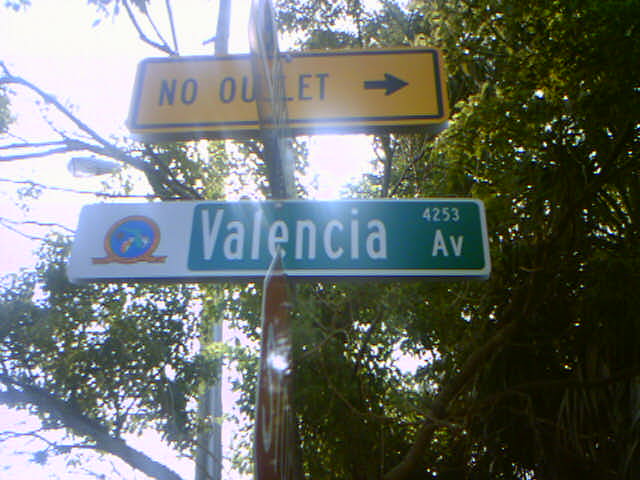 NO OUTLET
4253
Valencia Av